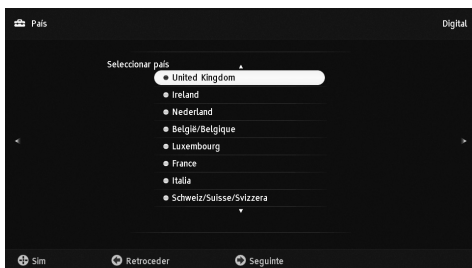 País
Digital
Seleccionar país
United Kingdom
Ireland
Nederland
België/Belgique
Luxembourg
France
Italia
Schweiz/Suisse/Svizzera
Sim
Retroceder
Seguinte